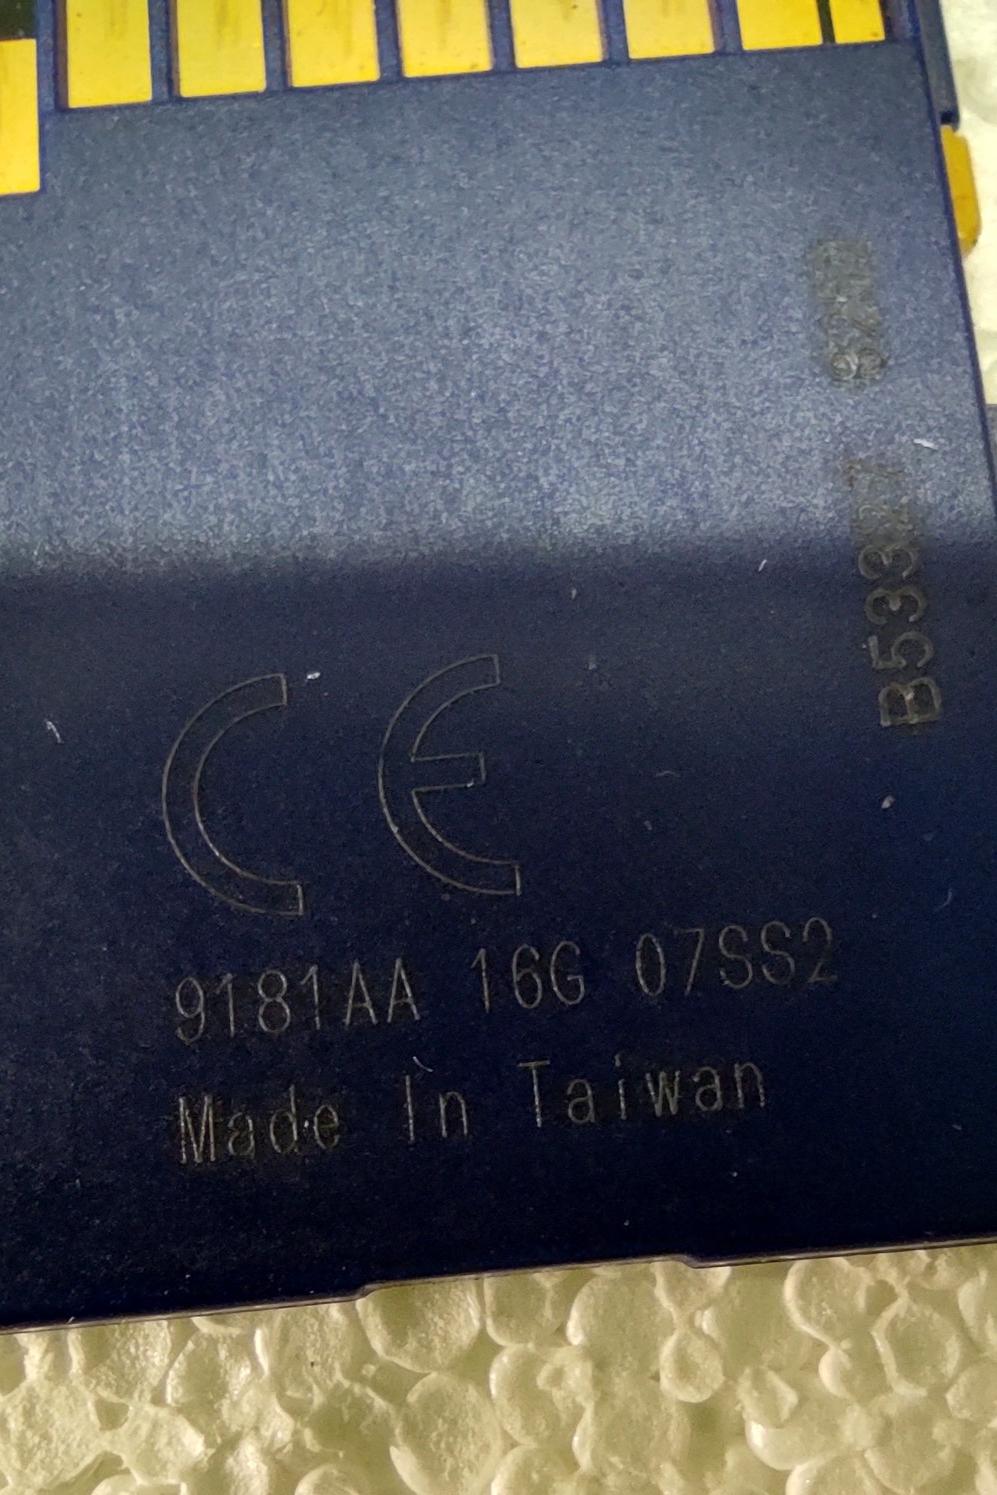 CE
9181AA 16G 07SS2
Made In Taiwan